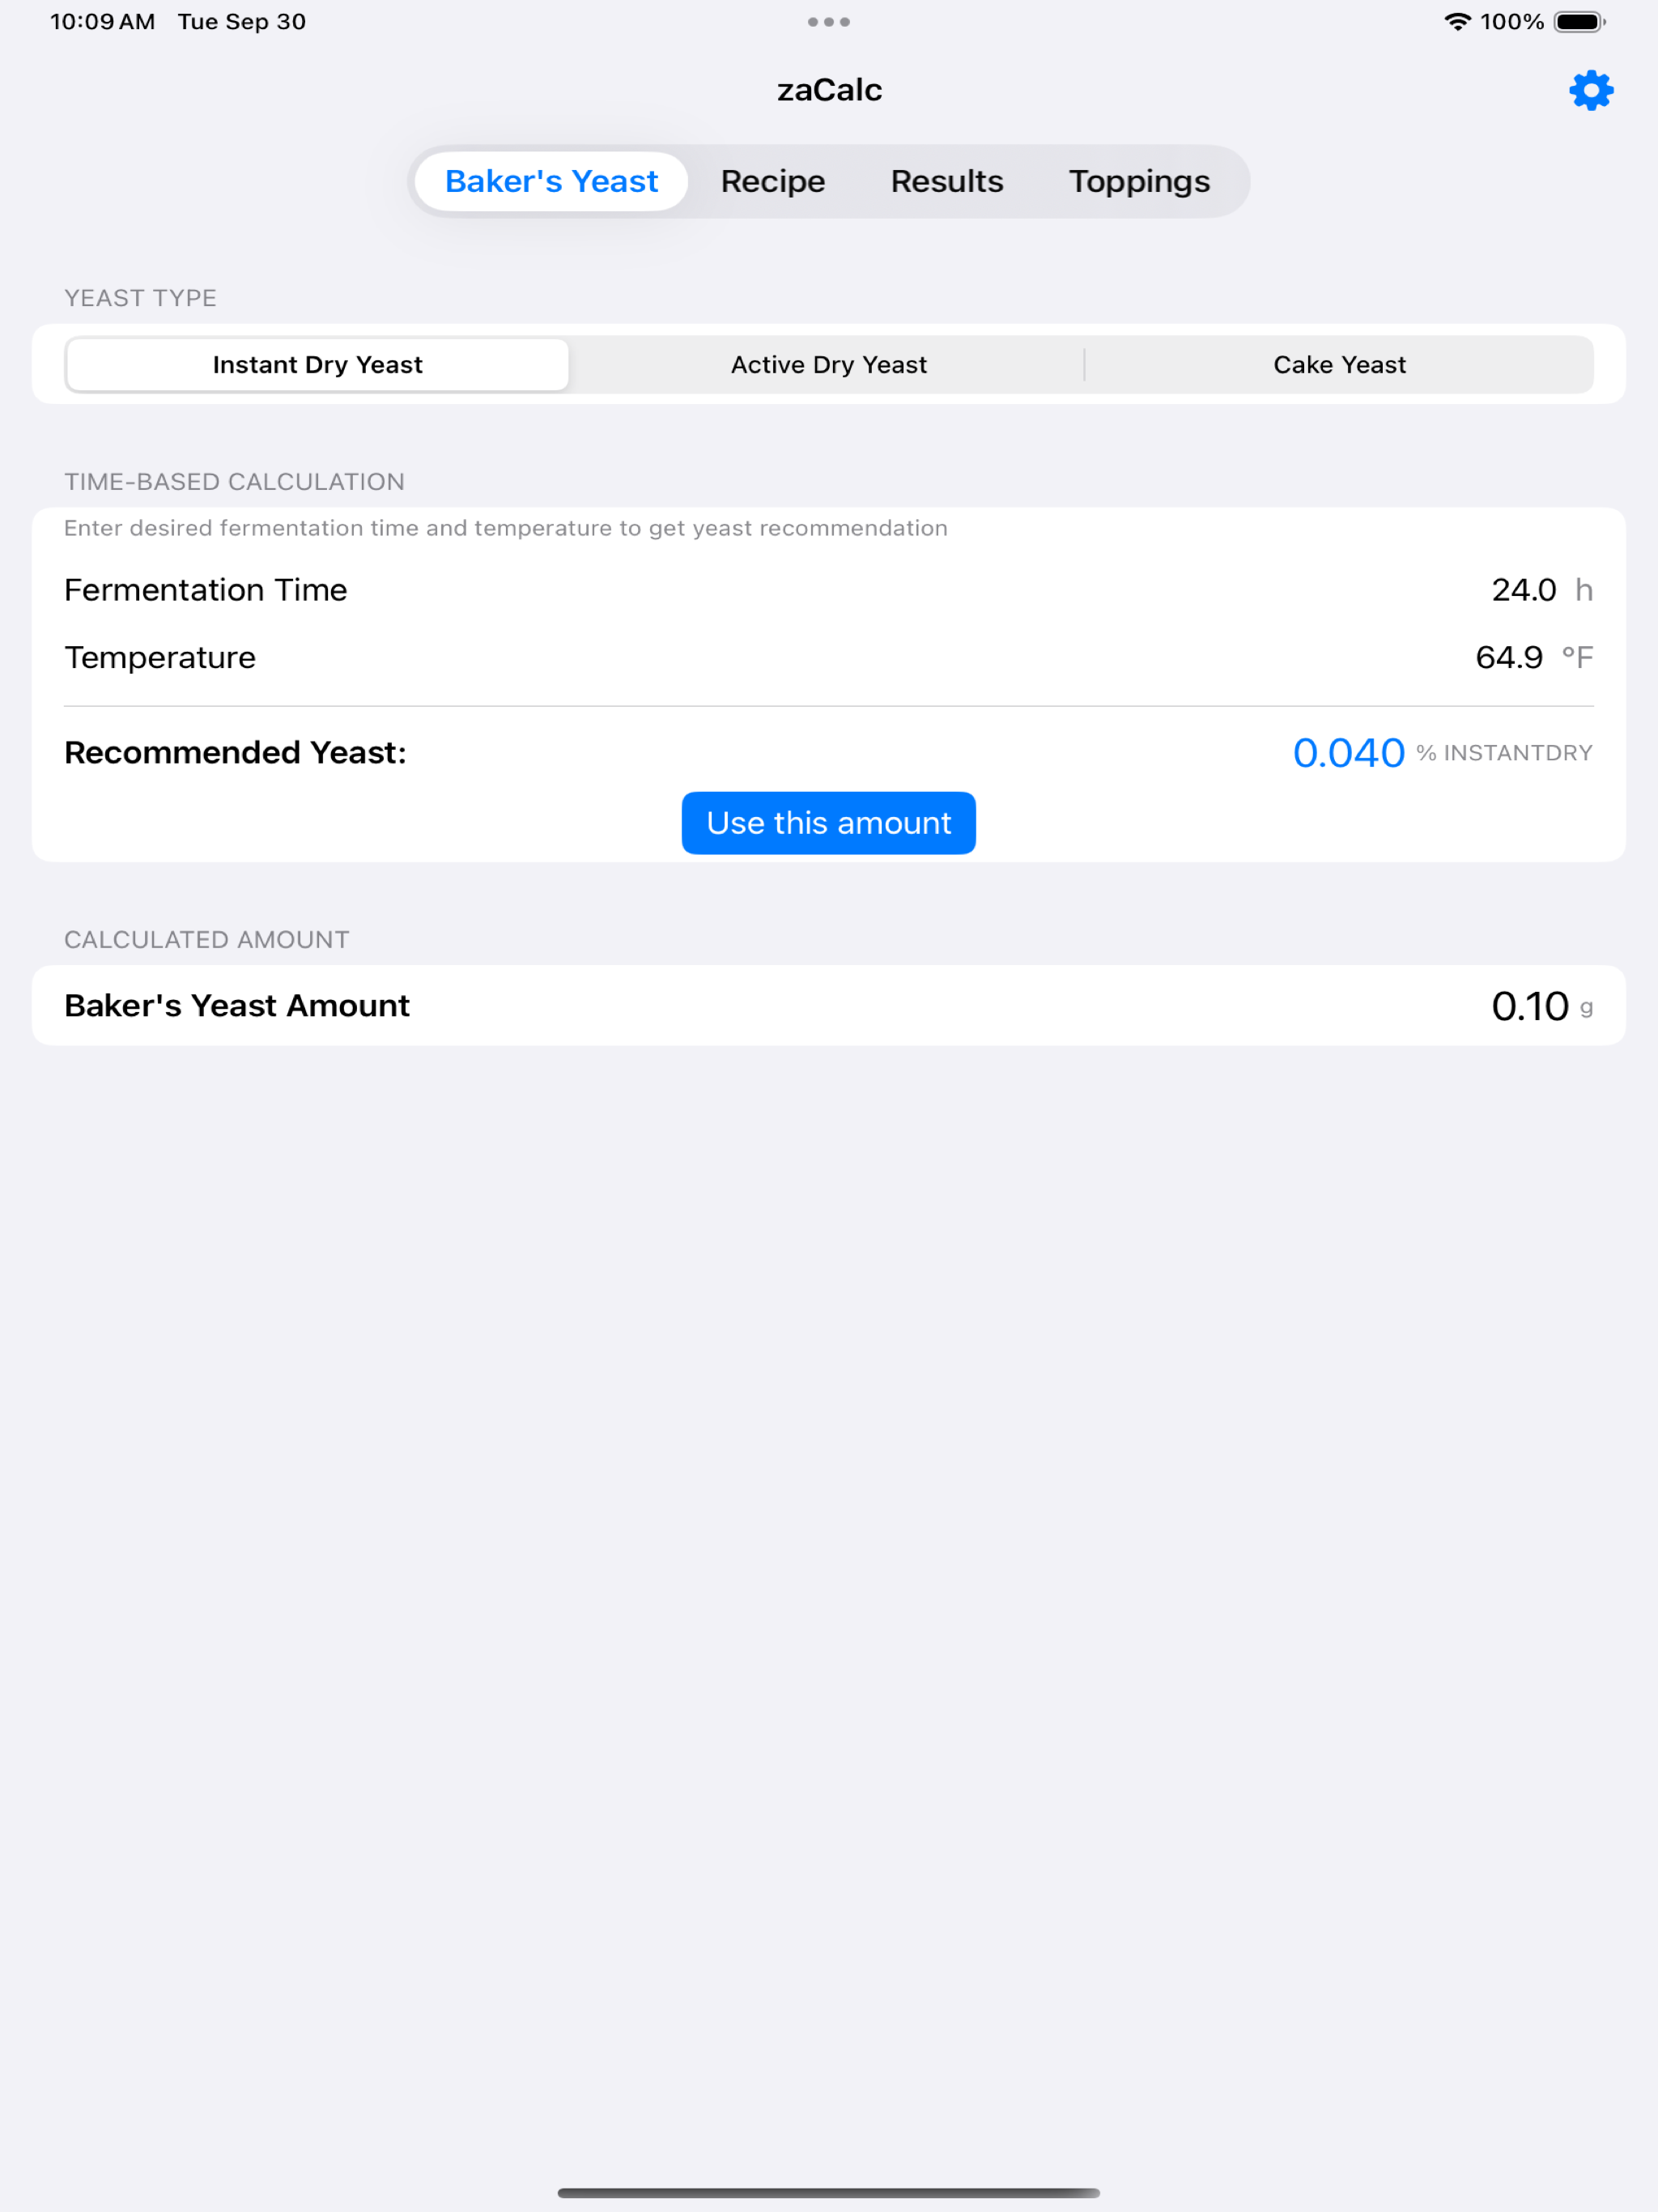 10:09 AM Tue Sep 30
100%
zaCalc
Baker's Yeast Recipe Results Toppings
YEAST TYPE
Instant Dry Yeast Active Dry Yeast Cake Yeast
TIME-BASED CALCULATION
Enter desired fermentation time and temperature to get yeast recommendation
Fermentation Time 24.0 h
Temperature 64.9 °F
Recommended Yeast: 0.040 % INSTANTDRY
Use this amount
CALCULATED AMOUNT
Baker's Yeast Amount 0.10 g